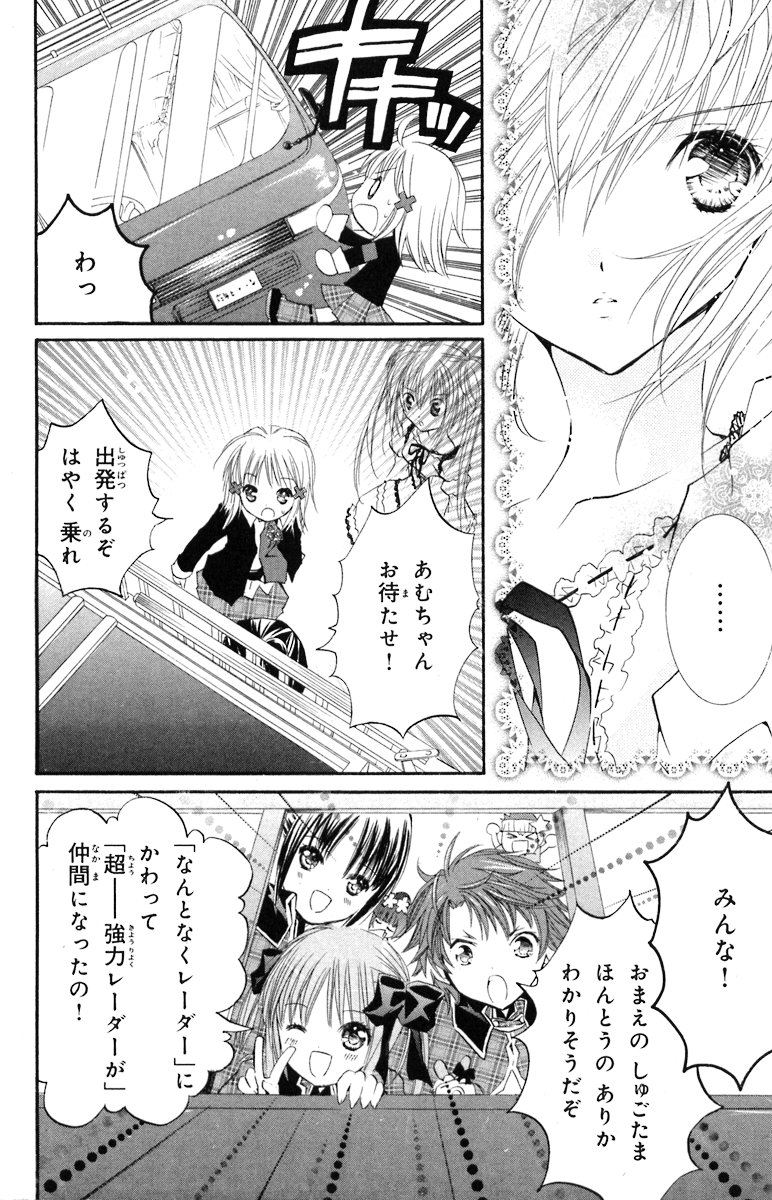 ……
キキッ
わっ
あむちゃん
お待たせ！
出発するぞ
はやく乗れ
みんな！
おまえの しゅごたま
ほんとうの ありか
わかりそうだぞ
「なんとなくレーダー」に
かわって
「超――強力レーダーが」
仲間になったの！